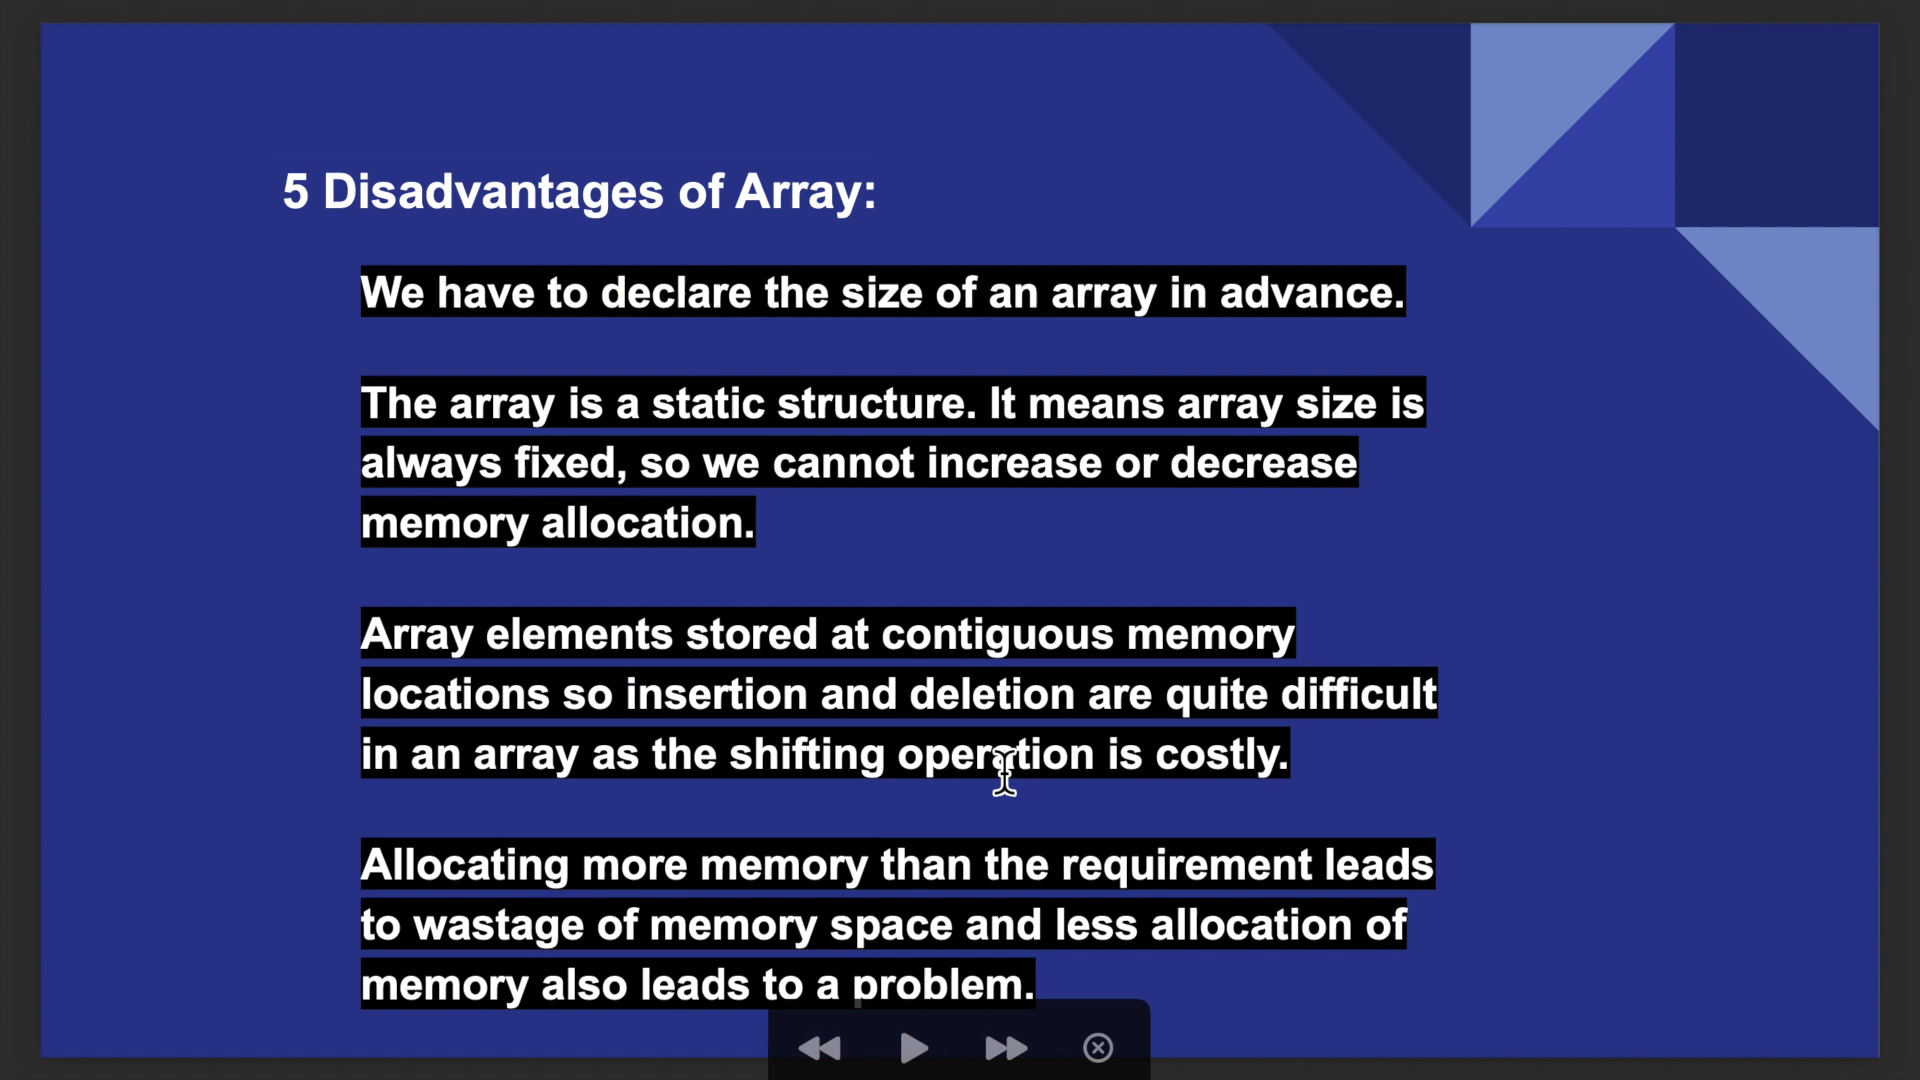 5 Disadvantages of Array:
We have to declare the size of an array in advance.
The array is a static structure. It means array size is
always fixed, so we cannot increase or decrease
memory allocation.
Array elements stored at contiguous memory
locations so insertion and deletion are quite difficult
in an array as the shifting operation is costly.
Allocating more memory than the requirement leads
to wastage of memory space and less allocation of
memory also leads to a problem.